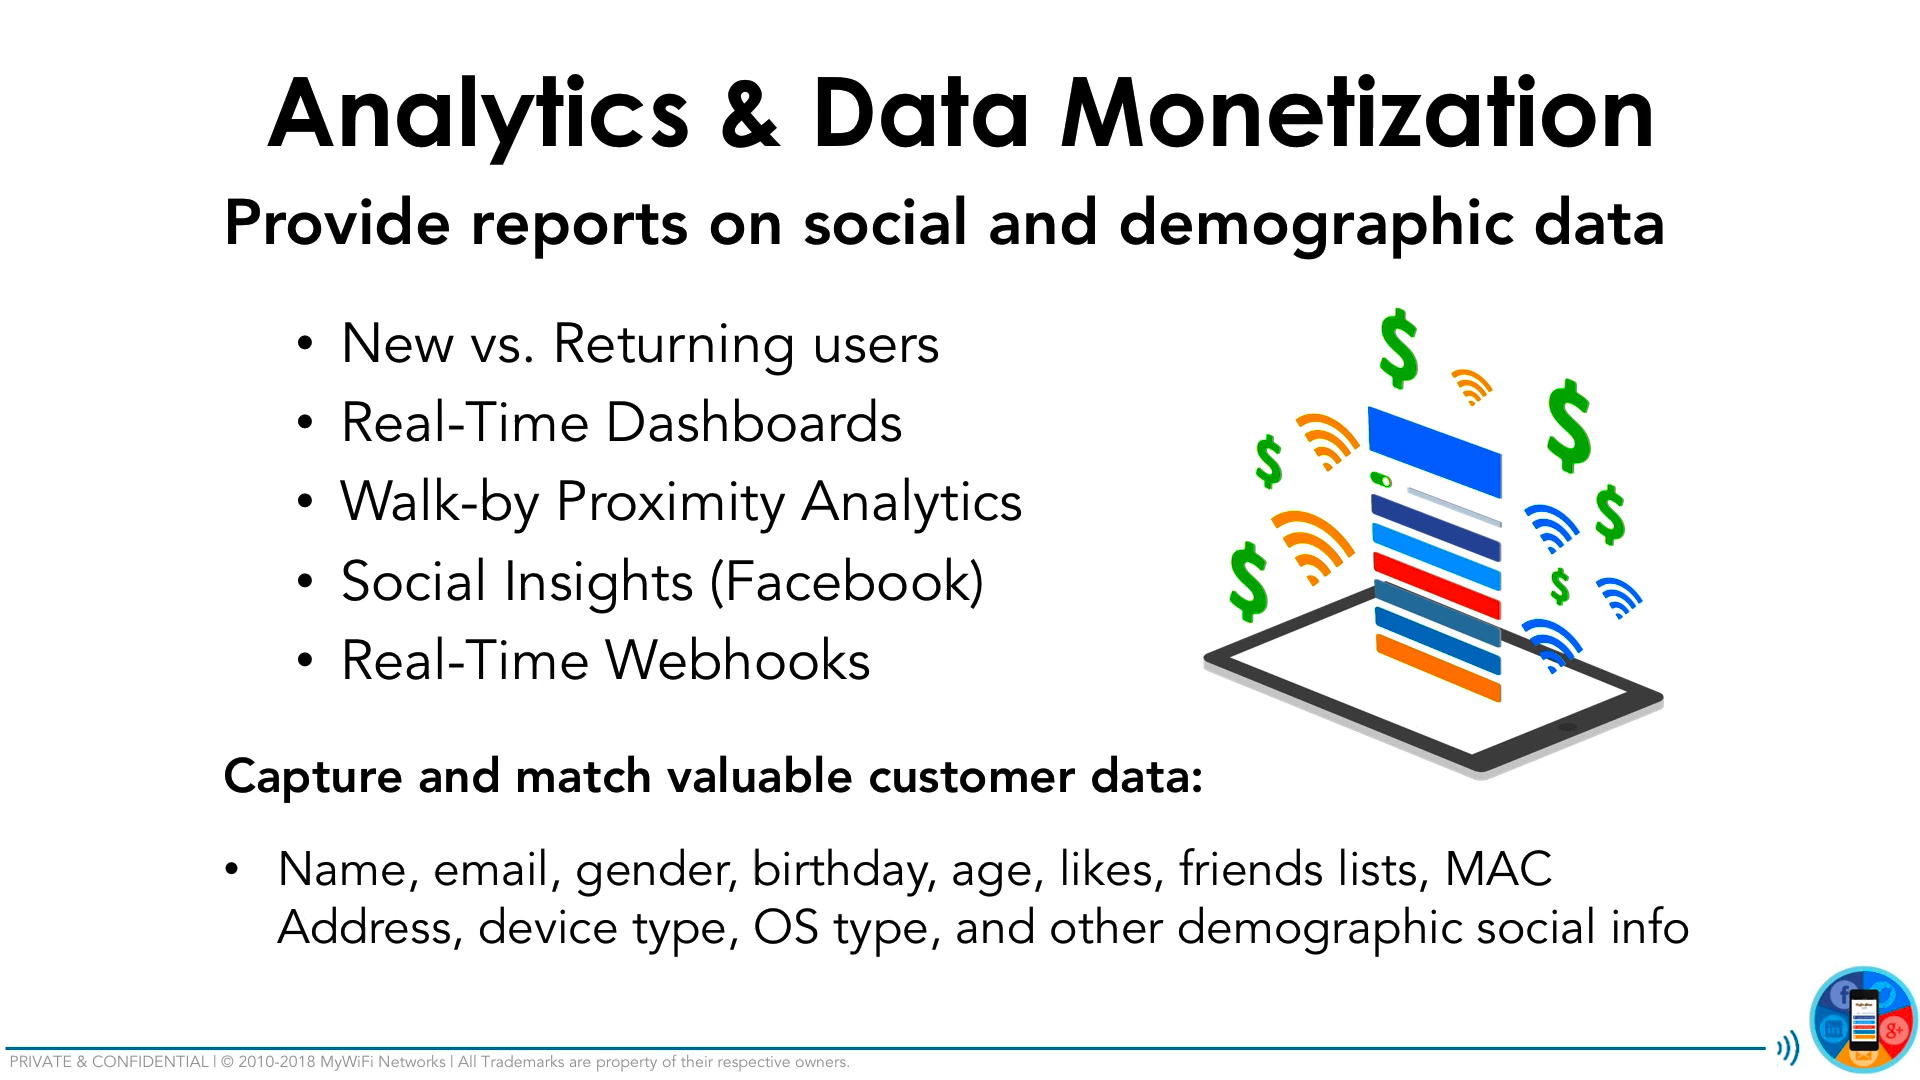 Analytics & Data Monetization
Provide reports on social and demographic data
• New vs. Returning users
• Real-Time Dashboards
• Walk-by Proximity Analytics
• Social Insights (Facebook)
• Real-Time Webhooks
Capture and match valuable customer data:
• Name, email, gender, birthday, age, likes, friends lists, MAC
Address, device type, OS type, and other demographic social info
PRIVATE & CONFIDENTIAL | © 2010-2018 MyWiFi Networks | All Trademarks are property of their respective owners.